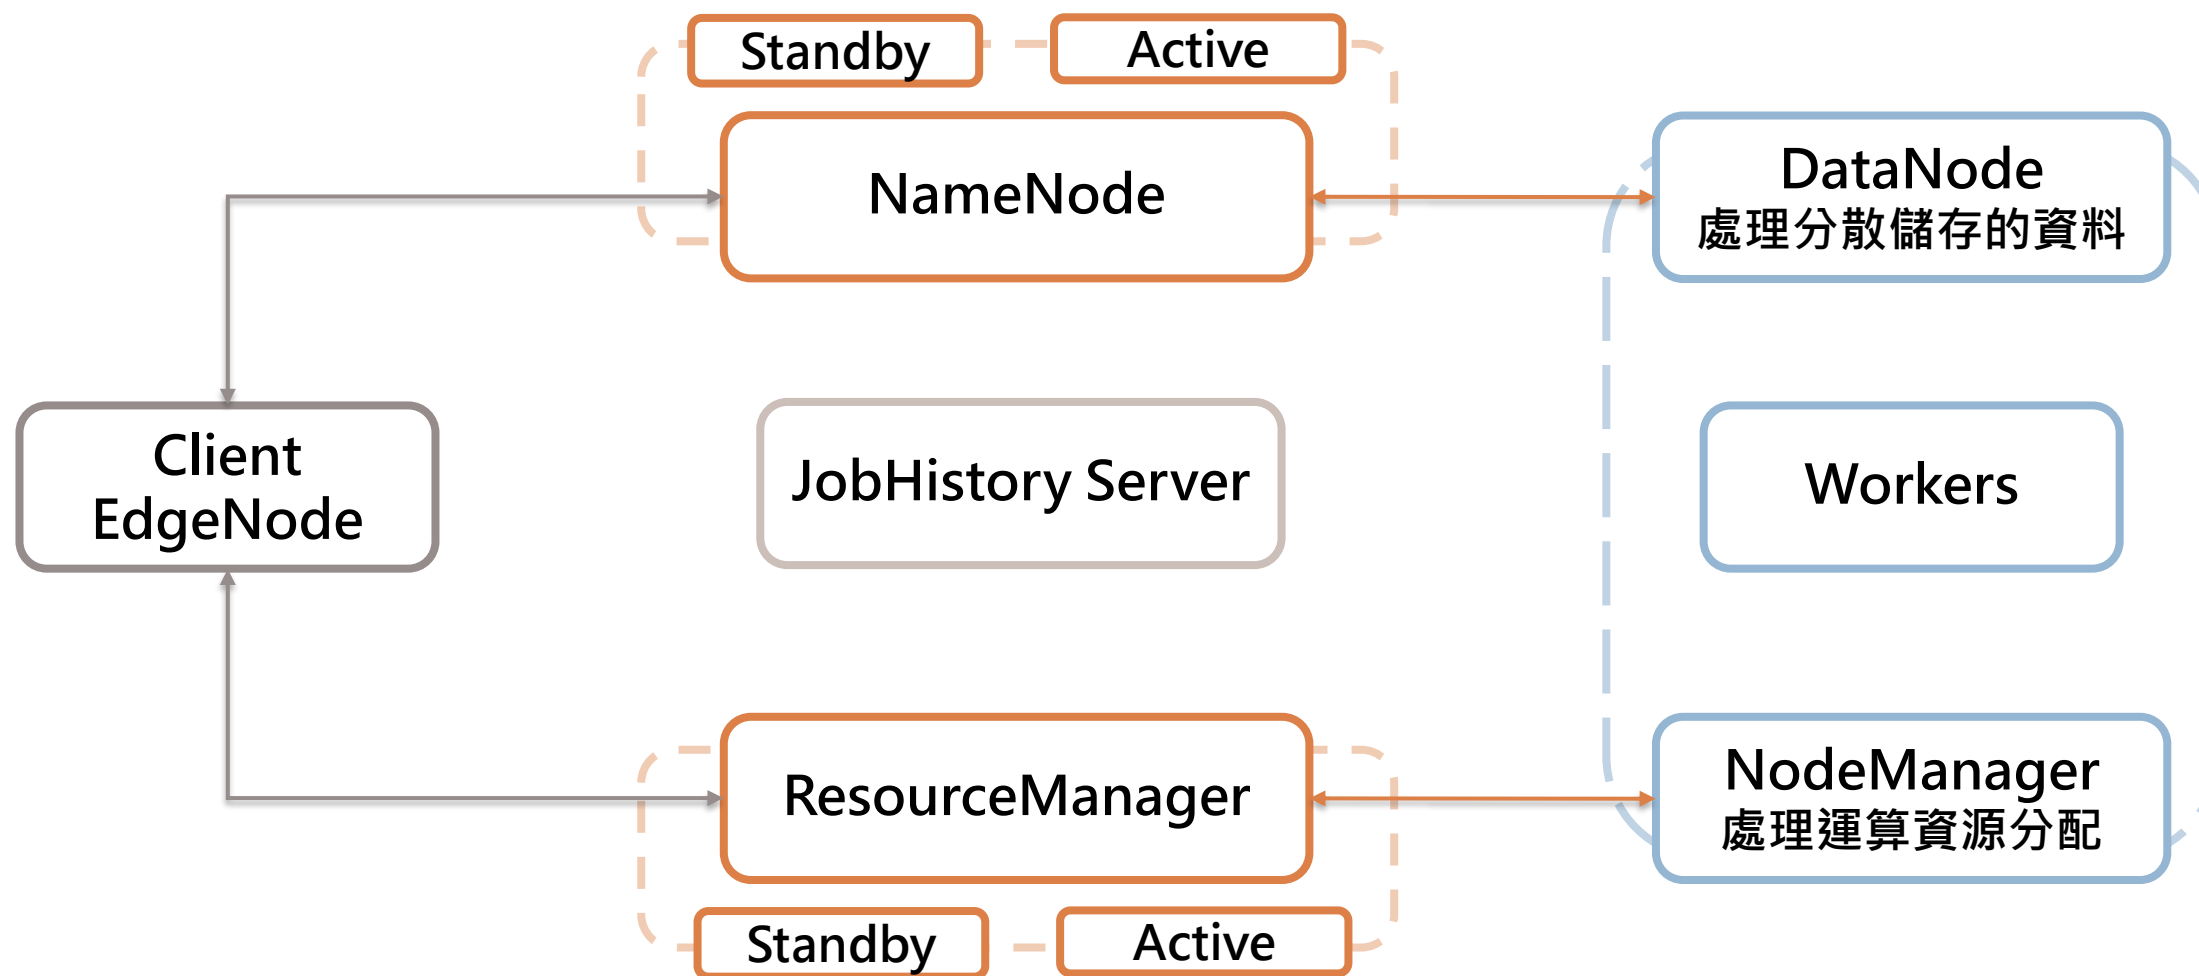 Standby
Active
NameNode
DataNode
處理分散儲存的資料
Client
EdgeNode
JobHistory Server
Workers
ResourceManager
NodeManager
處理運算資源分配
Standby
Active